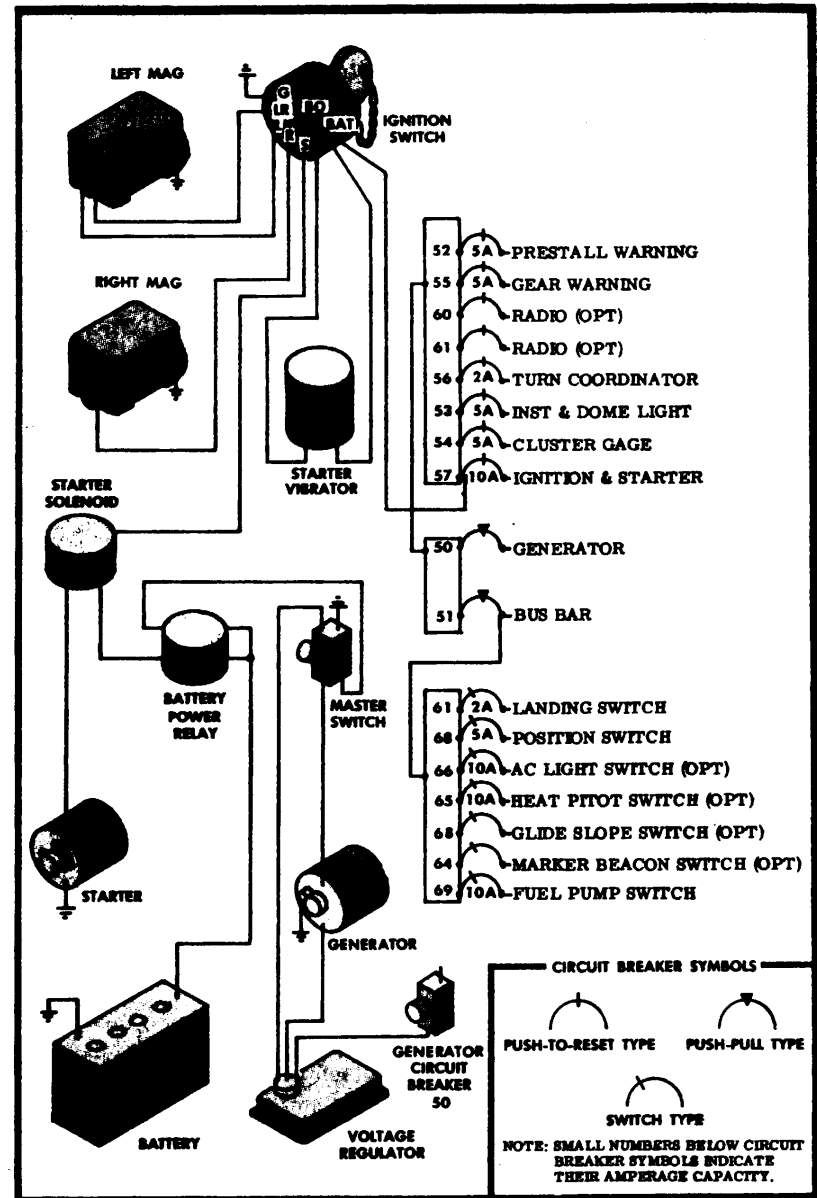 LEFT MAG
G
LR
BO
BAT
R
S
IGNITION
SWITCH
RIGHT MAG
STARTER
VIBRATOR
STARTER
SOLENOID
BATTERY
POWER
RELAY
MASTER
SWITCH
STARTER
GENERATOR
BATTERY
VOLTAGE
REGULATOR
GENERATOR
CIRCUIT
BREAKER
50
52 5A PRESTALL WARNING
55 5A GEAR WARNING
60 RADIO (OPT)
61 RADIO (OPT)
56 2A TURN COORDINATOR
53 5A INST & DOME LIGHT
54 5A CLUSTER GAGE
57 10A IGNITION & STARTER
50 GENERATOR
51 BUS BAR
61 2A LANDING SWITCH
68 5A POSITION SWITCH
66 10A AC LIGHT SWITCH (OPT)
65 10A HEAT PITOT SWITCH (OPT)
68 GLIDE SLOPE SWITCH (OPT)
64 MARKER BEACON SWITCH (OPT)
69 10A FUEL PUMP SWITCH
CIRCUIT BREAKER SYMBOLS
PUSH-TO-RESET TYPE
PUSH-PULL TYPE
SWITCH TYPE
NOTE: SMALL NUMBERS BELOW CIRCUIT
BREAKER SYMBOLS INDICATE
THEIR AMPERAGE CAPACITY.